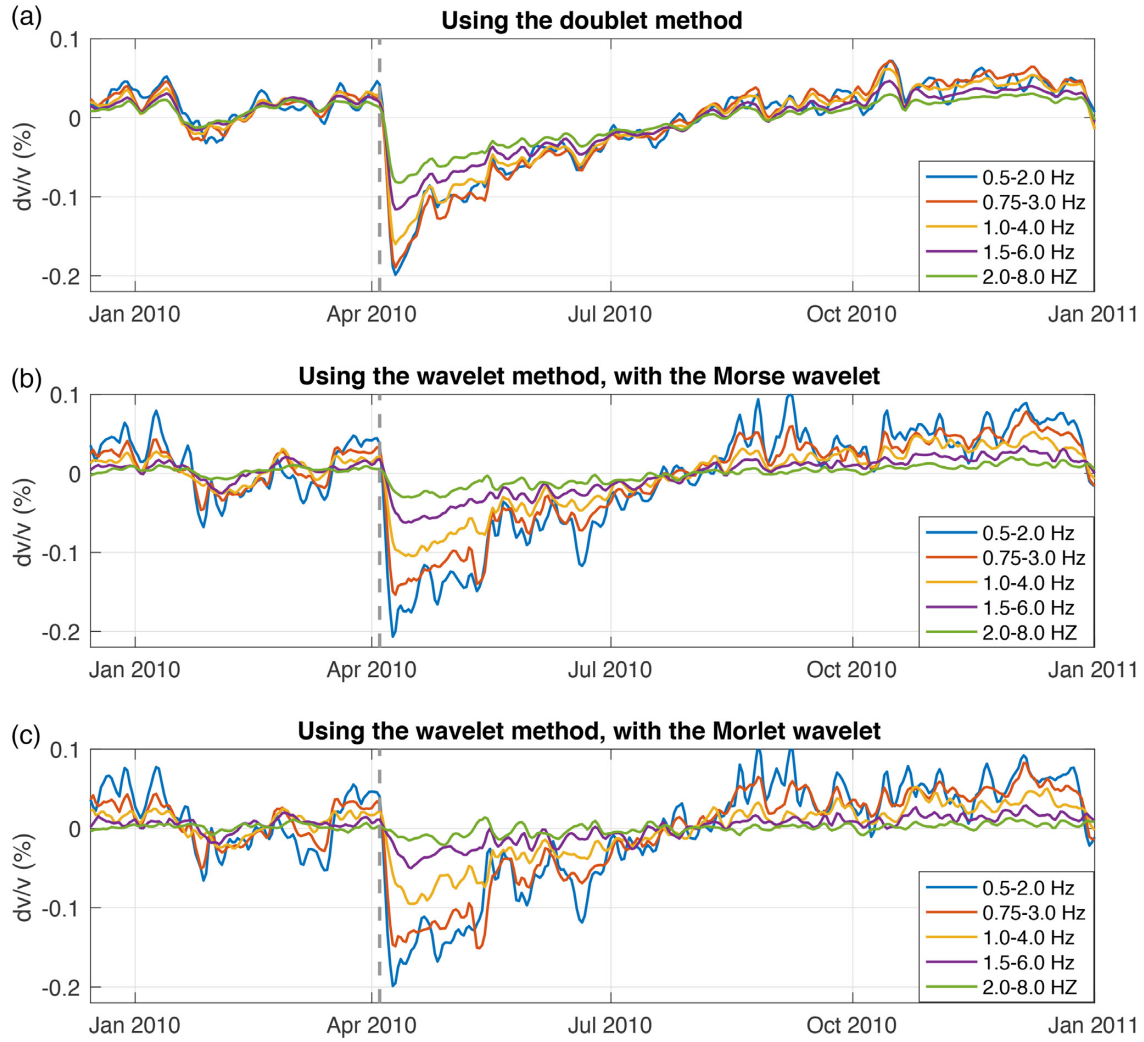 (a)
Using the doublet method
dv/v (%)
0.1
0
-0.1
-0.2
0.5-2.0 Hz
0.75-3.0 Hz
1.0-4.0 Hz
1.5-6.0 Hz
2.0-8.0 HZ
Jan 2010
Apr 2010
Jul 2010
Oct 2010
Jan 2011
(b)
Using the wavelet method, with the Morse wavelet
dv/v (%)
0.1
0
-0.1
-0.2
0.5-2.0 Hz
0.75-3.0 Hz
1.0-4.0 Hz
1.5-6.0 Hz
2.0-8.0 HZ
Jan 2010
Apr 2010
Jul 2010
Oct 2010
Jan 2011
(c)
Using the wavelet method, with the Morlet wavelet
dv/v (%)
0.1
0
-0.1
-0.2
0.5-2.0 Hz
0.75-3.0 Hz
1.0-4.0 Hz
1.5-6.0 Hz
2.0-8.0 HZ
Jan 2010
Apr 2010
Jul 2010
Oct 2010
Jan 2011